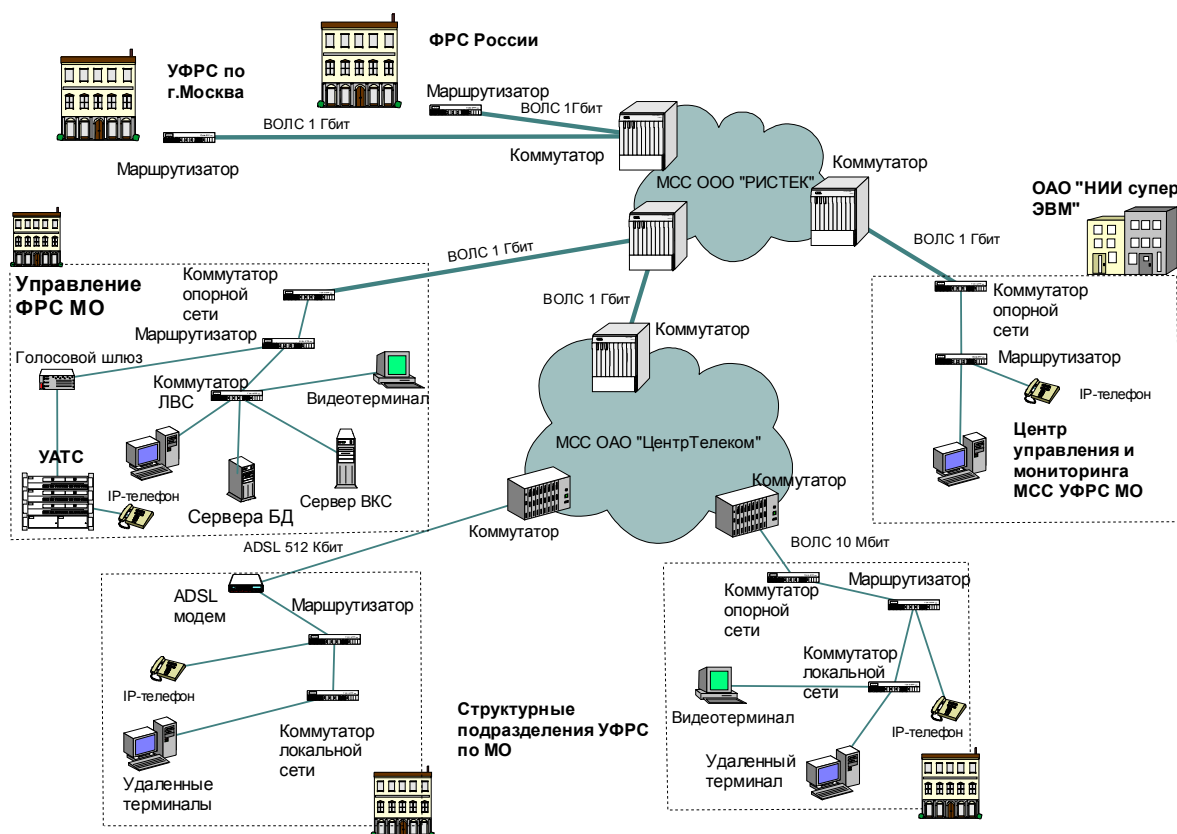 ФРС России
УФРС по
г.Москва
Маршрутизатор
ВОЛС 1Гбит
ВОЛС 1 Гбит
Маршрутизатор
Коммутатор
Коммутатор
МСС ООО "РИСТЕК"
ОАО "НИИ супер
ЭВМ"
ВОЛС 1 Гбит
ВОЛС 1 Гбит
Управление
ФРС МО
Коммутатор
опорной
сети
ВОЛС 1 Гбит
Коммутатор
Коммутатор
опорной
сети
Маршрутизатор
Голосовой шлюз
Маршрутизатор
Коммутатор
ЛВС
Видеотерминал
IP-телефон
МСС ОАО "ЦентрТелеком"
Центр
управления и
мониторинга
МСС УФРС МО
УАТС
IP-телефон
Сервера БД
Сервер ВКС
Коммутатор
Коммутатор
ADSL 512 Кбит
ВОЛС 10 Мбит
ADSL
модем
Маршрутизатор
Коммутатор
опорной
сети
Маршрутизатор
IP-телефон
Коммутатор
локальной
сети
Видеотерминал
IP-телефон
Структурные
подразделения УФРС
по МО
Коммутатор
локальной
сети
Удаленные
терминалы
Удаленный
терминал